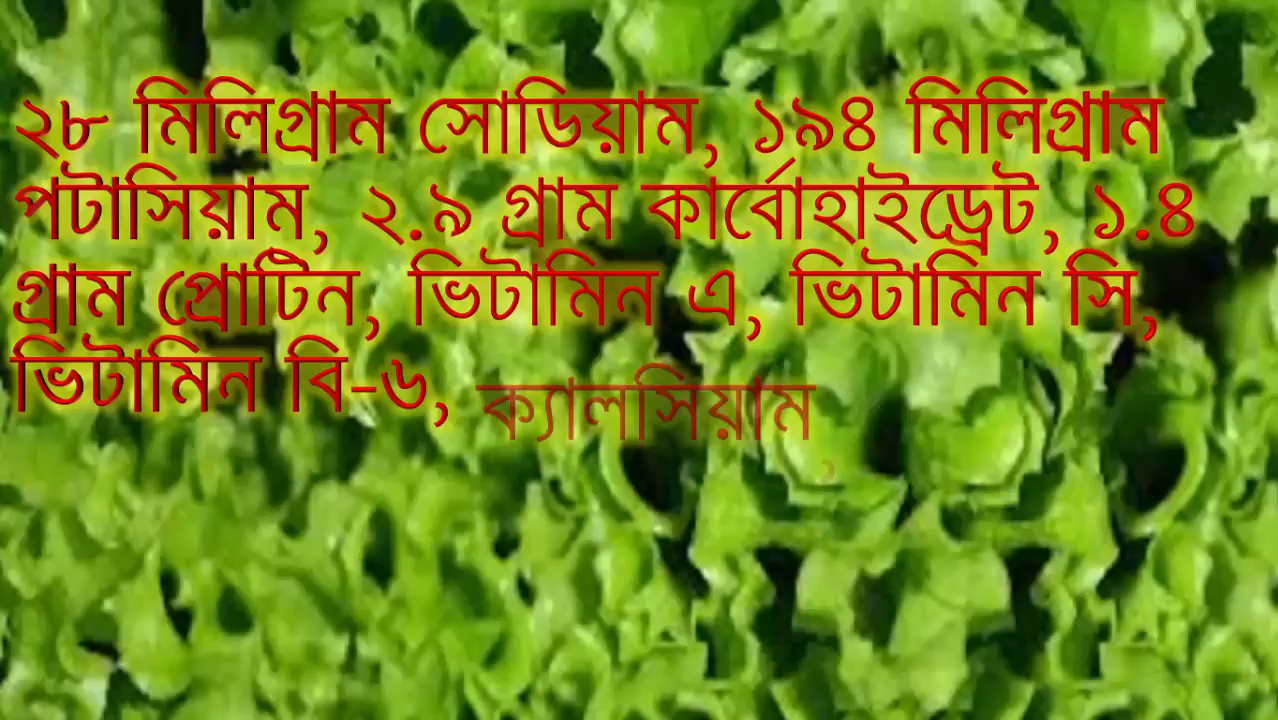 ২৮ মিলিগ্রাম সোডিয়াম, ১৯৪ মিলিগ্রাম
পটাসিয়াম, ২.৯ গ্রাম কার্বোহাইড্রেট, ১.৪
গ্রাম প্রোটিন, ভিটামিন এ, ভিটামিন সি,
ভিটামিন বি-৬, ক্যালসিয়াম,